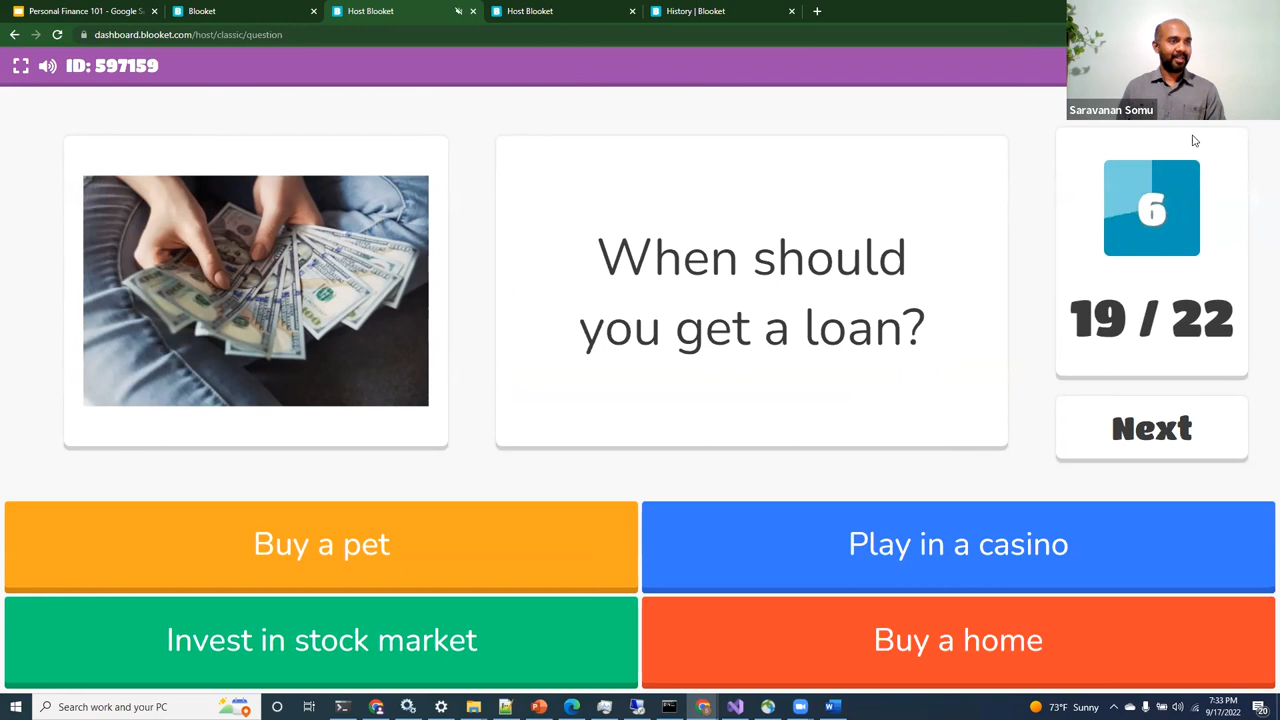 Personal Finance 101 - Google S
Blooket
Host Blooket
Host Blooket
History | Blooket
dashboard.blooket.com/host/classic/question
ID: 597159
Saravanan Somu
6
19 / 22
When should
you get a loan?
Next
Buy a pet
Play in a casino
Invest in stock market
Buy a home
Search work and your PC
73°F Sunny
7:33 PM
9/17/2022
20